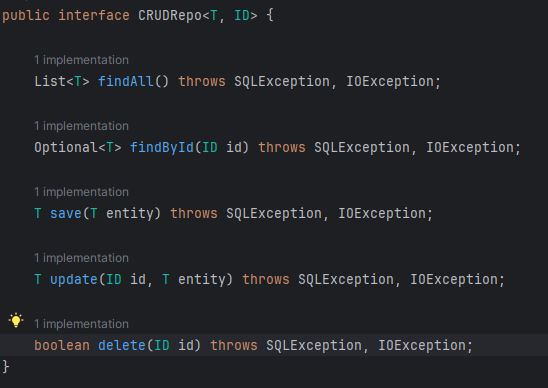 public interface CRUDRepo<T, ID> {
1 implementation
List<T> findAll() throws SQLException, IOException;
1 implementation
Optional<T> findById(ID id) throws SQLException, IOException;
1 implementation
T save(T entity) throws SQLException, IOException;
1 implementation
T update(ID id, T entity) throws SQLException, IOException;
1 implementation
boolean delete(ID id) throws SQLException, IOException;
}